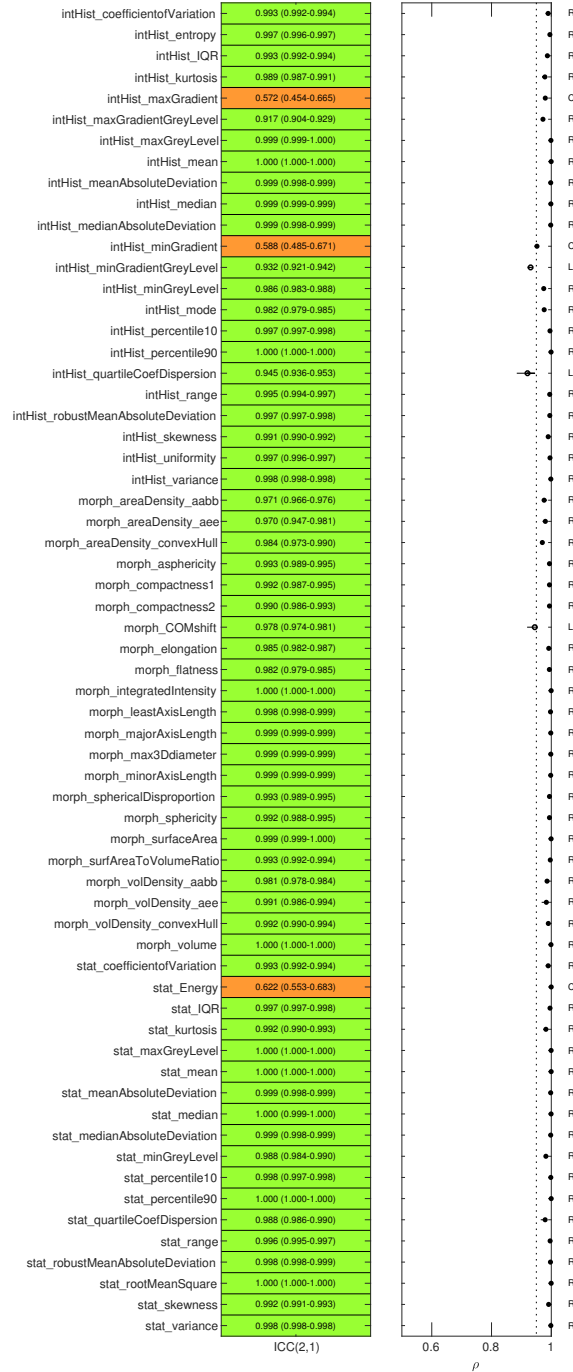 intHist_coefficientofVariation 0.993 (0.992-0.994) R
intHist_entropy 0.997 (0.996-0.997) R
intHist_IQR 0.993 (0.992-0.994) R
intHist_kurtosis 0.989 (0.987-0.991) R
intHist_maxGradient 0.572 (0.454-0.665) C
intHist_maxGradientGreyLevel 0.917 (0.904-0.929) R
intHist_maxGreyLevel 0.999 (0.999-1.000) R
intHist_mean 1.000 (1.000-1.000) R
intHist_meanAbsoluteDeviation 0.999 (0.998-0.999) R
intHist_median 0.999 (0.999-0.999) R
intHist_medianAbsoluteDeviation 0.999 (0.998-0.999) R
intHist_minGradient 0.588 (0.485-0.671) C
intHist_minGradientGreyLevel 0.932 (0.921-0.942) L
intHist_minGreyLevel 0.986 (0.983-0.988) R
intHist_mode 0.982 (0.979-0.985) R
intHist_percentile10 0.997 (0.997-0.998) R
intHist_percentile90 1.000 (1.000-1.000) R
intHist_quartileCoefDispersion 0.945 (0.936-0.953) L
intHist_range 0.995 (0.994-0.997) R
intHist_robustMeanAbsoluteDeviation 0.997 (0.997-0.998) R
intHist_skewness 0.991 (0.990-0.992) R
intHist_uniformity 0.997 (0.996-0.997) R
intHist_variance 0.998 (0.998-0.998) R
morph_areaDensity_aabb 0.971 (0.966-0.976) R
morph_areaDensity_aee 0.970 (0.947-0.981) R
morph_areaDensity_convexHull 0.984 (0.973-0.990) R
morph_asphericity 0.993 (0.989-0.995) R
morph_compactness1 0.992 (0.987-0.995) R
morph_compactness2 0.990 (0.986-0.993) R
morph_COMshift 0.978 (0.974-0.981) L
morph_elongation 0.985 (0.982-0.987) R
morph_flatness 0.982 (0.979-0.985) R
morph_integratedIntensity 1.000 (1.000-1.000) R
morph_leastAxisLength 0.998 (0.998-0.999) R
morph_majorAxisLength 0.999 (0.999-0.999) R
morph_max3Ddiameter 0.999 (0.999-0.999) R
morph_minorAxisLength 0.999 (0.999-0.999) R
morph_sphericalDisproportion 0.993 (0.989-0.995) R
morph_sphericity 0.992 (0.988-0.995) R
morph_surfaceArea 0.999 (0.999-1.000) R
morph_surfAreaToVolumeRatio 0.993 (0.992-0.994) R
morph_volDensity_aabb 0.981 (0.978-0.984) R
morph_volDensity_aee 0.991 (0.986-0.994) R
morph_volDensity_convexHull 0.992 (0.990-0.994) R
morph_volume 1.000 (1.000-1.000) R
stat_coefficientofVariation 0.993 (0.992-0.994) R
stat_Energy 0.622 (0.553-0.683) C
stat_IQR 0.997 (0.997-0.998) R
stat_kurtosis 0.992 (0.990-0.993) R
stat_maxGreyLevel 1.000 (1.000-1.000) R
stat_mean 1.000 (1.000-1.000) R
stat_meanAbsoluteDeviation 0.999 (0.998-0.999) R
stat_median 1.000 (0.999-1.000) R
stat_medianAbsoluteDeviation 0.999 (0.998-0.999) R
stat_minGreyLevel 0.988 (0.984-0.990) R
stat_percentile10 0.998 (0.997-0.998) R
stat_percentile90 1.000 (1.000-1.000) R
stat_quartileCoefDispersion 0.988 (0.986-0.990) R
stat_range 0.996 (0.995-0.997) R
stat_robustMeanAbsoluteDeviation 0.998 (0.998-0.999) R
stat_rootMeanSquare 1.000 (1.000-1.000) R
stat_skewness 0.992 (0.991-0.993) R
stat_variance 0.998 (0.998-0.998) R
ICC(2,1) 0.6 0.8 1
ρ